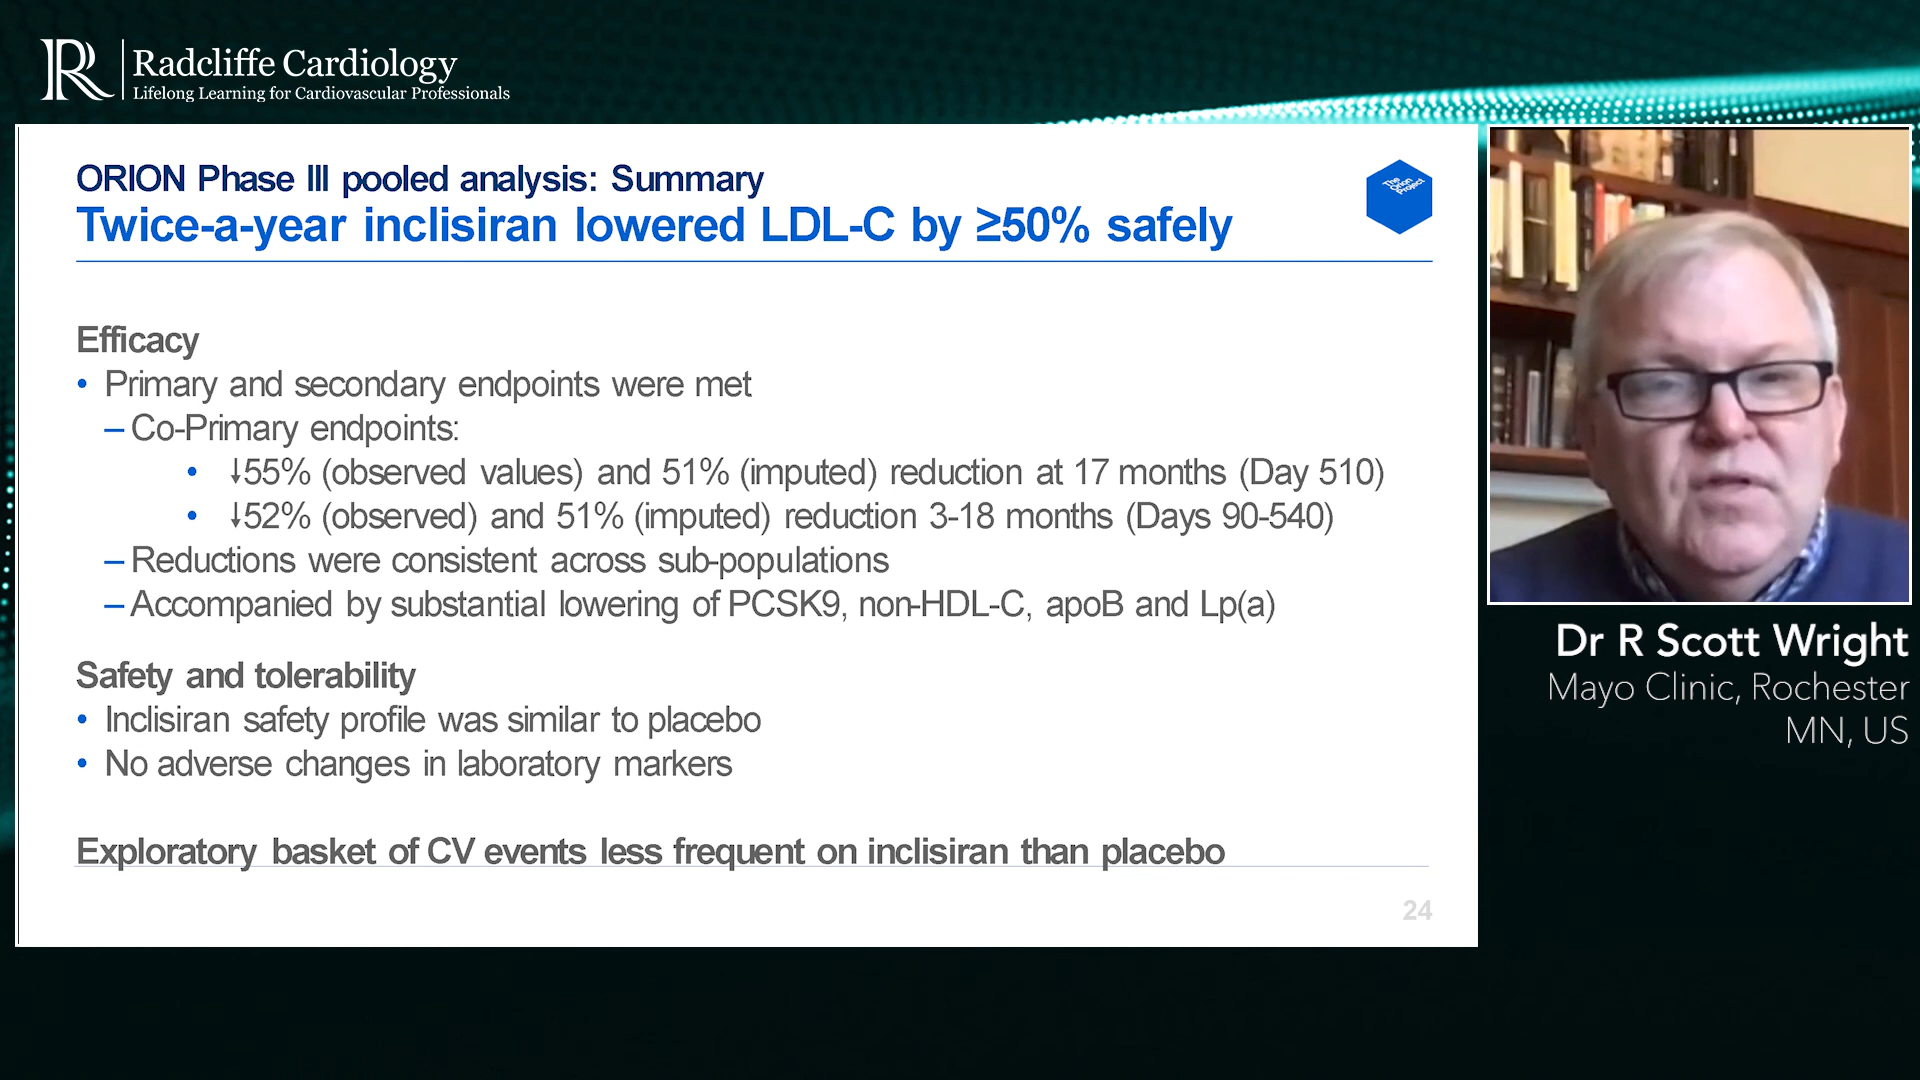 R
Radcliffe Cardiology
Lifelong Learning for Cardiovascular Professionals
ORION Phase III pooled analysis: Summary
Twice-a-year inclisiran lowered LDL-C by ≥50% safely
The
Orion
Project
Efficacy
• Primary and secondary endpoints were met
– Co-Primary endpoints:
• ↓55% (observed values) and 51% (imputed) reduction at 17 months (Day 510)
• ↓52% (observed) and 51% (imputed) reduction 3-18 months (Days 90-540)
– Reductions were consistent across sub-populations
– Accompanied by substantial lowering of PCSK9, non-HDL-C, apoB and Lp(a)
Safety and tolerability
• Inclisiran safety profile was similar to placebo
• No adverse changes in laboratory markers
Exploratory basket of CV events less frequent on inclisiran than placebo
24
Dr R Scott Wright
Mayo Clinic, Rochester
MN, US